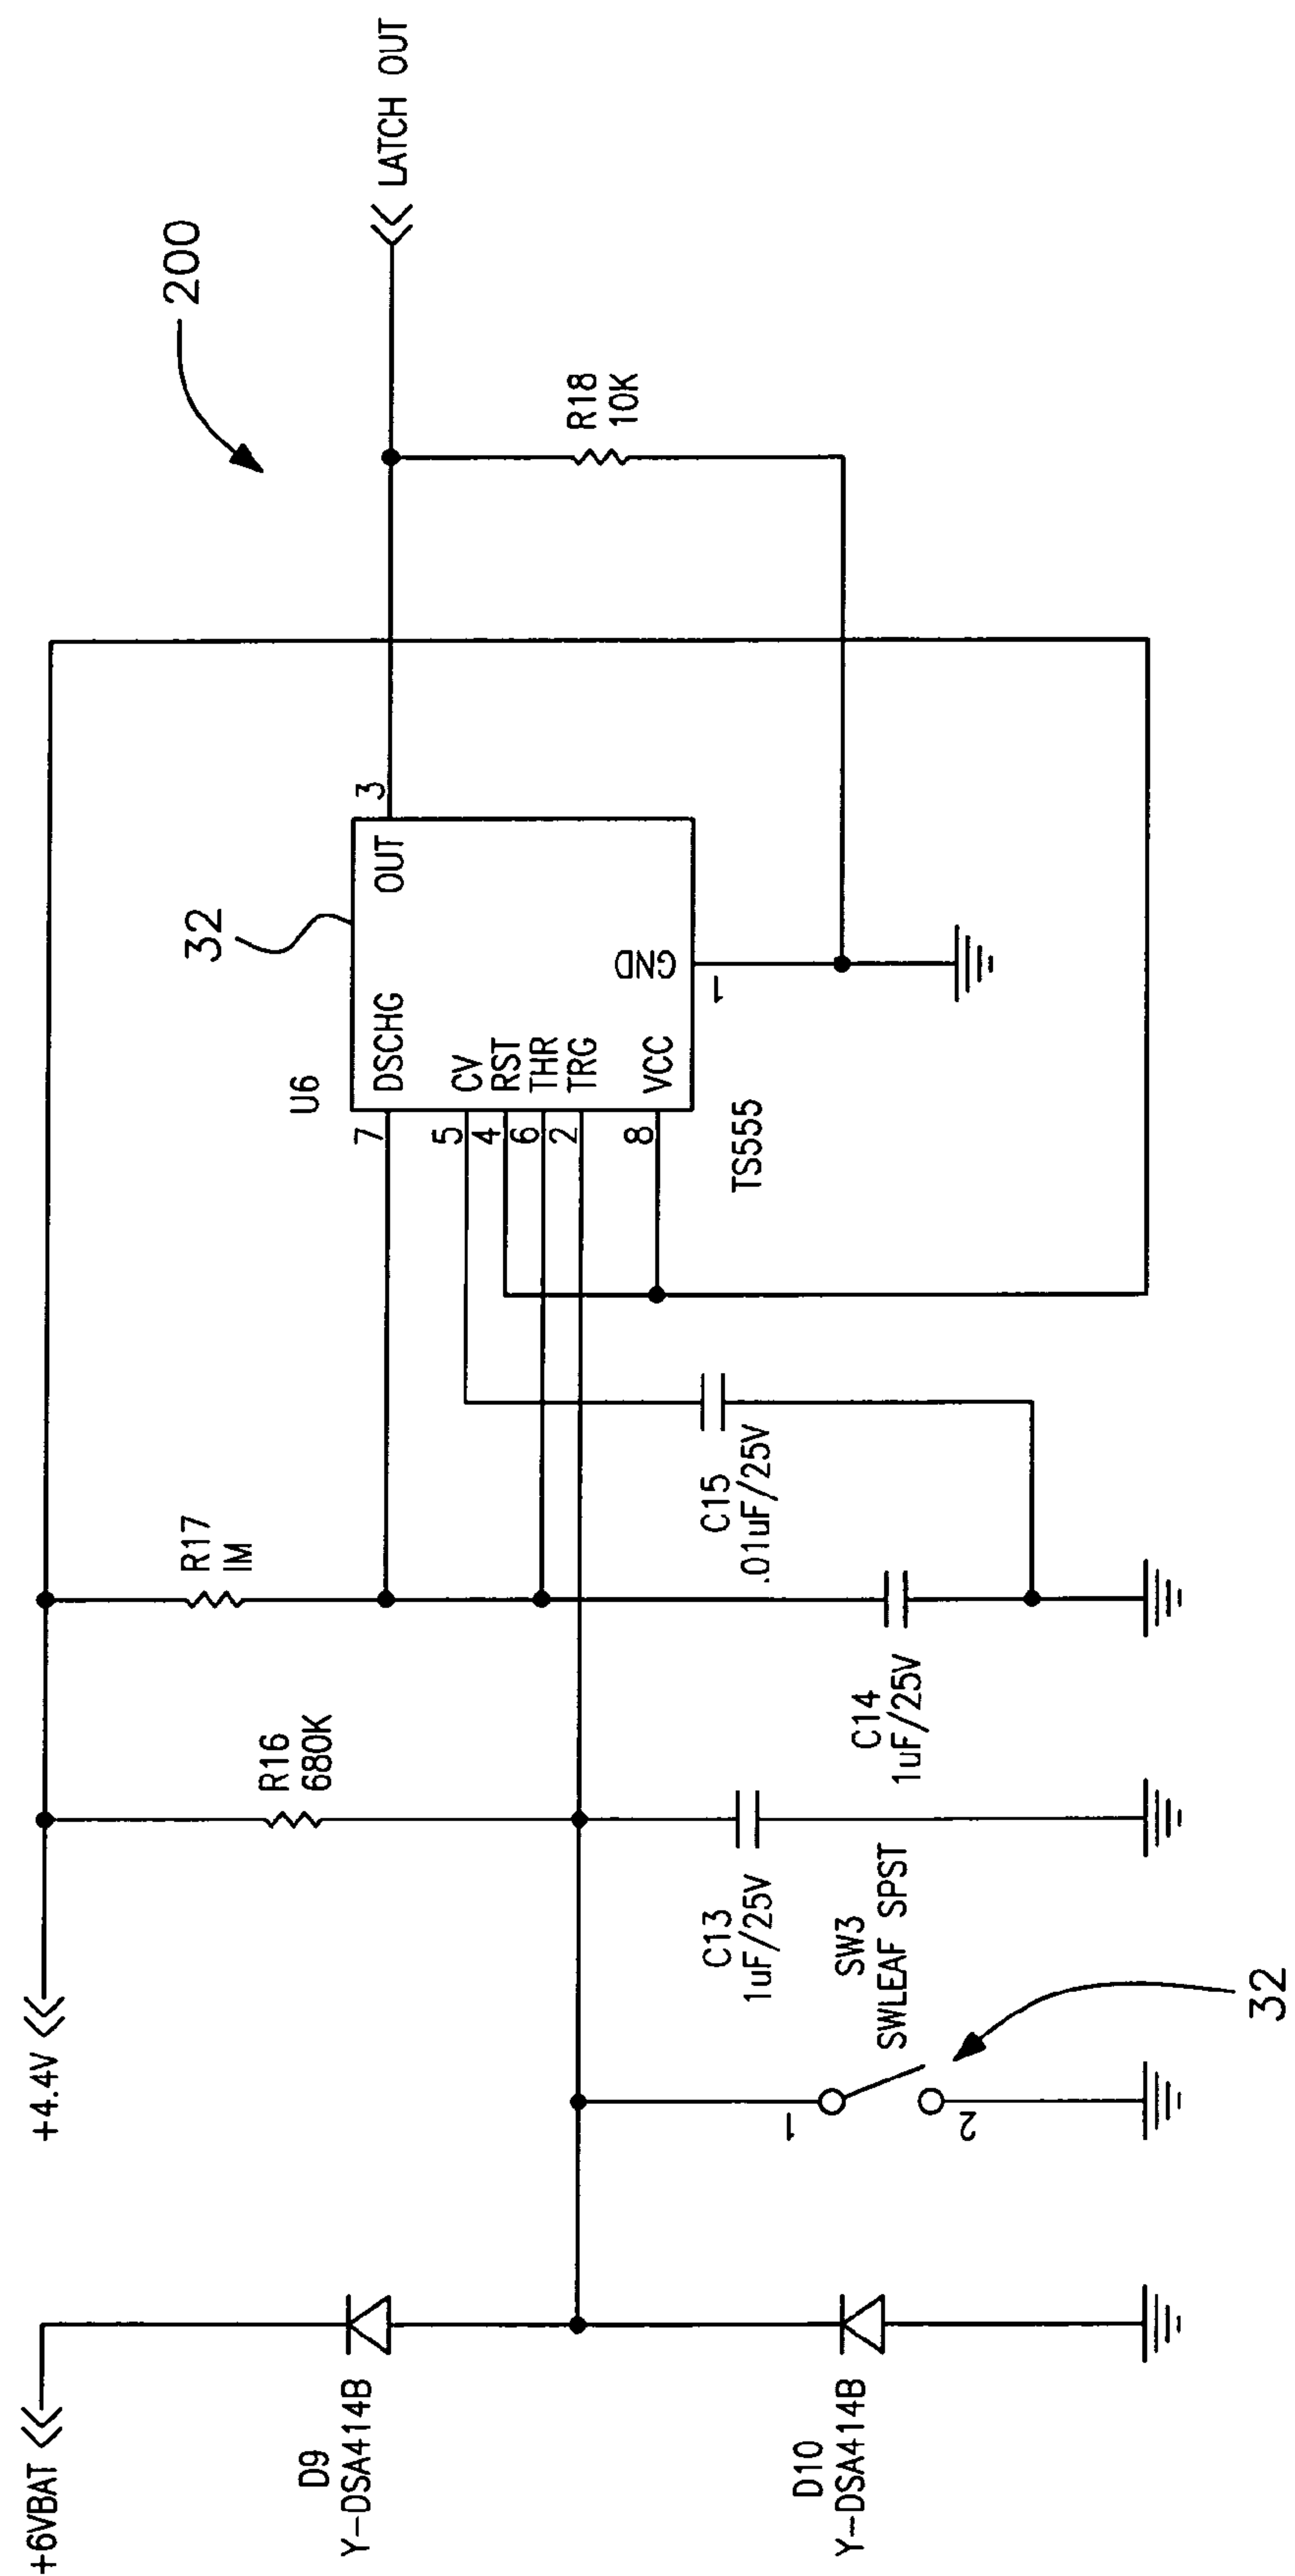 +6VBAT
+4.4V
D9
Y-DSA414B
D10
Y-DSA414B
R16
680K
C13
1uF/25V
SW3
SWLEAF SPST
1
2
32
R17
IM
C14
1uF/25V
C15
.01uF/25V
U6
32
7
DSCHG
5
CV
4
RST
6
THR
2
TRG
8
VCC
OUT
3
GND
1
TS555
R18
10K
200
LATCH OUT